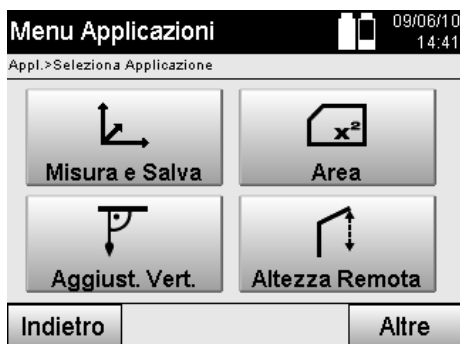 Menu Applicazioni
09/06/10
14:41
Appl.>Seleziona Applicazione
x²
Misura e Salva
Area
Aggiust. Vert.
Altezza Remota
Indietro
Altre